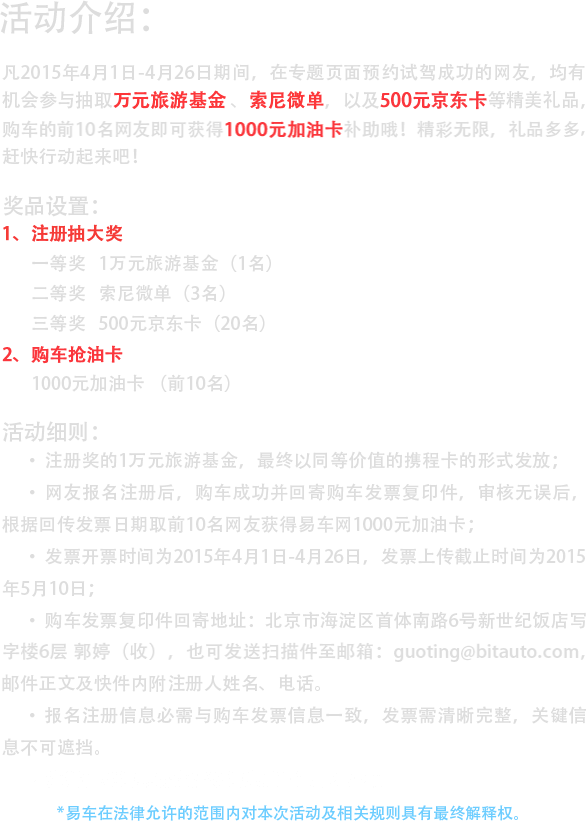 活动介绍：
凡2015年4月1日-4月26日期间，在专题页面预约试驾成功的网友，均有
机会参与抽取万元旅游基金、索尼微单，以及500元京东卡等精美礼品，
购车的前10名网友即可获得1000元加油卡补助哦！精彩无限，礼品多多，
赶快行动起来吧！
奖品设置：
1、注册抽大奖
一等奖 1万元旅游基金（1名）
二等奖 索尼微单（3名）
三等奖 500元京东卡（20名）
2、购车抢油卡
1000元加油卡 （前10名）
活动细则：
• 注册奖的1万元旅游基金，最终以同等价值的携程卡的形式发放；
• 网友报名注册后，购车成功并回寄购车发票复印件，审核无误后，
根据回传发票日期取前10名网友获得易车网1000元加油卡；
• 发票开票时间为2015年4月1日-4月26日，发票上传截止时间为2015
年5月10日；
• 购车发票复印件回寄地址：北京市海淀区首体南路6号新世纪饭店写
字楼6层 郭婷（收），也可发送扫描件至邮箱：guoting@bitauto.com，
邮件正文及快件内附注册人姓名、电话。
• 报名注册信息必需与购车发票信息一致，发票需清晰完整，关键信
息不可遮挡。
*易车在法律允许的范围内对本次活动及相关规则具有最终解释权。